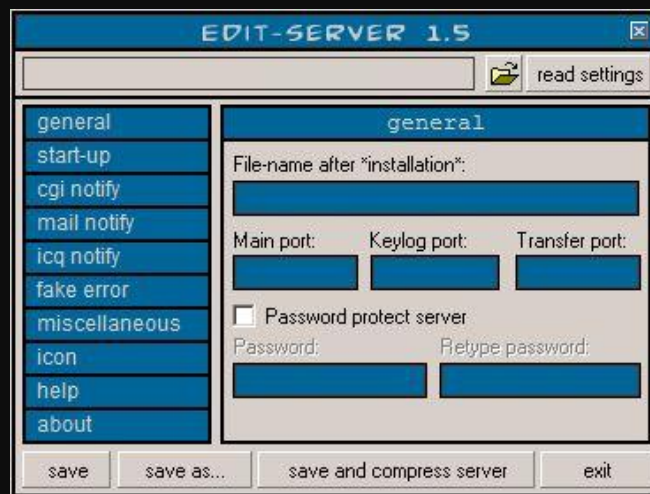 EDIT-SERVER 1.5
read settings
general
start-up
cgi notify
mail notify
icq notify
fake error
miscellaneous
icon
help
about
general
File-name after *installation*:
Main port: Keylog port: Transfer port:
Password protect server
Password: Retype password:
save save as... save and compress server exit